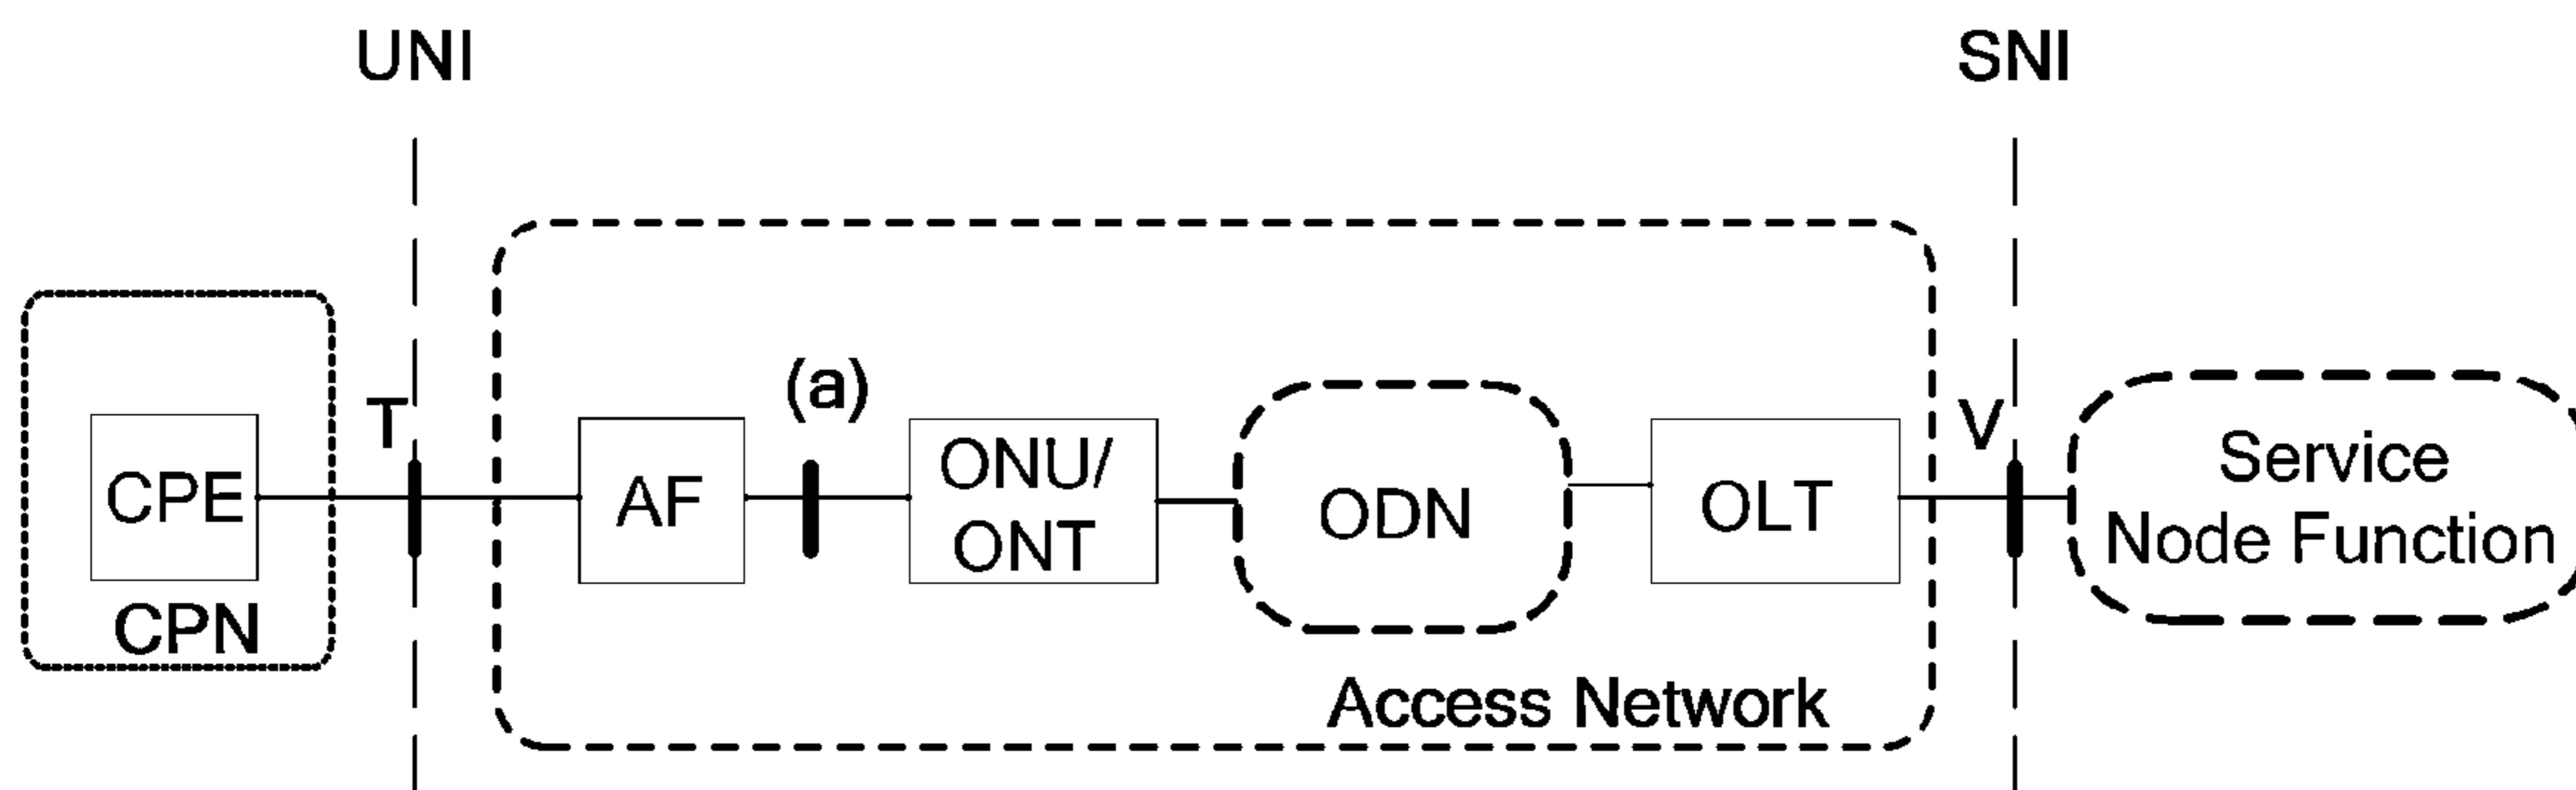 UNI
SNI
T
(a)
V
CPE
CPN
AF
ONU/
ONT
ODN
OLT
Service
Node Function
Access Network